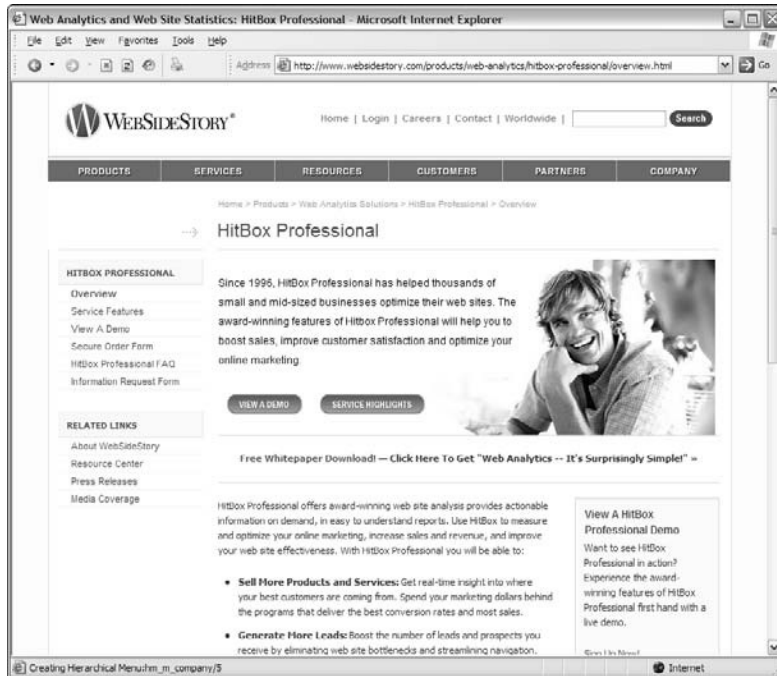 Web Analytics and Web Site Statistics: HitBox Professional - Microsoft Internet Explorer
File Edit View Favorites Tools Help
Address http://www.websidestory.com/products/web-analytics/hitbox-professional/overview.html Go
WEBSIDESTORY®
Home | Login | Careers | Contact | Worldwide | Search
PRODUCTS SERVICES RESOURCES CUSTOMERS PARTNERS COMPANY
Home > Products > Web Analytics Solutions > HitBox Professional > Overview
HitBox Professional
HITBOX PROFESSIONAL
Overview
Service Features
View A Demo
Secure Order Form
HitBox Professional FAQ
Information Request Form
RELATED LINKS
About WebSideStory
Resource Center
Press Releases
Media Coverage
Since 1996, HitBox Professional has helped thousands of
small and mid-sized businesses optimize their web sites. The
award-winning features of Hitbox Professional will help you to
boost sales, improve customer satisfaction and optimize your
online marketing.
VIEW A DEMO SERVICE HIGHLIGHTS
Free Whitepaper Download! — Click Here To Get "Web Analytics -- It's Surprisingly Simple!" »
HitBox Professional offers award-winning web site analysis provides actionable
information on demand, in easy to understand reports. Use HitBox to measure
and optimize your online marketing, increase sales and revenue, and improve
your web site effectiveness. With HitBox Professional you will be able to:
• Sell More Products and Services: Get real-time insight into where
your best customers are coming from. Spend your marketing dollars behind
the programs that deliver the best conversion rates and most sales.
• Generate More Leads: Boost the number of leads and prospects you
receive by eliminating web site bottlenecks and streamlining navigation.
View A HitBox
Professional Demo
Want to see HitBox
Professional in action?
Experience the award-
winning features of HitBox
Professional first hand with a
live demo.
Sign Up Now!
Creating Hierarchical Menu:hm_m_company/5 Internet